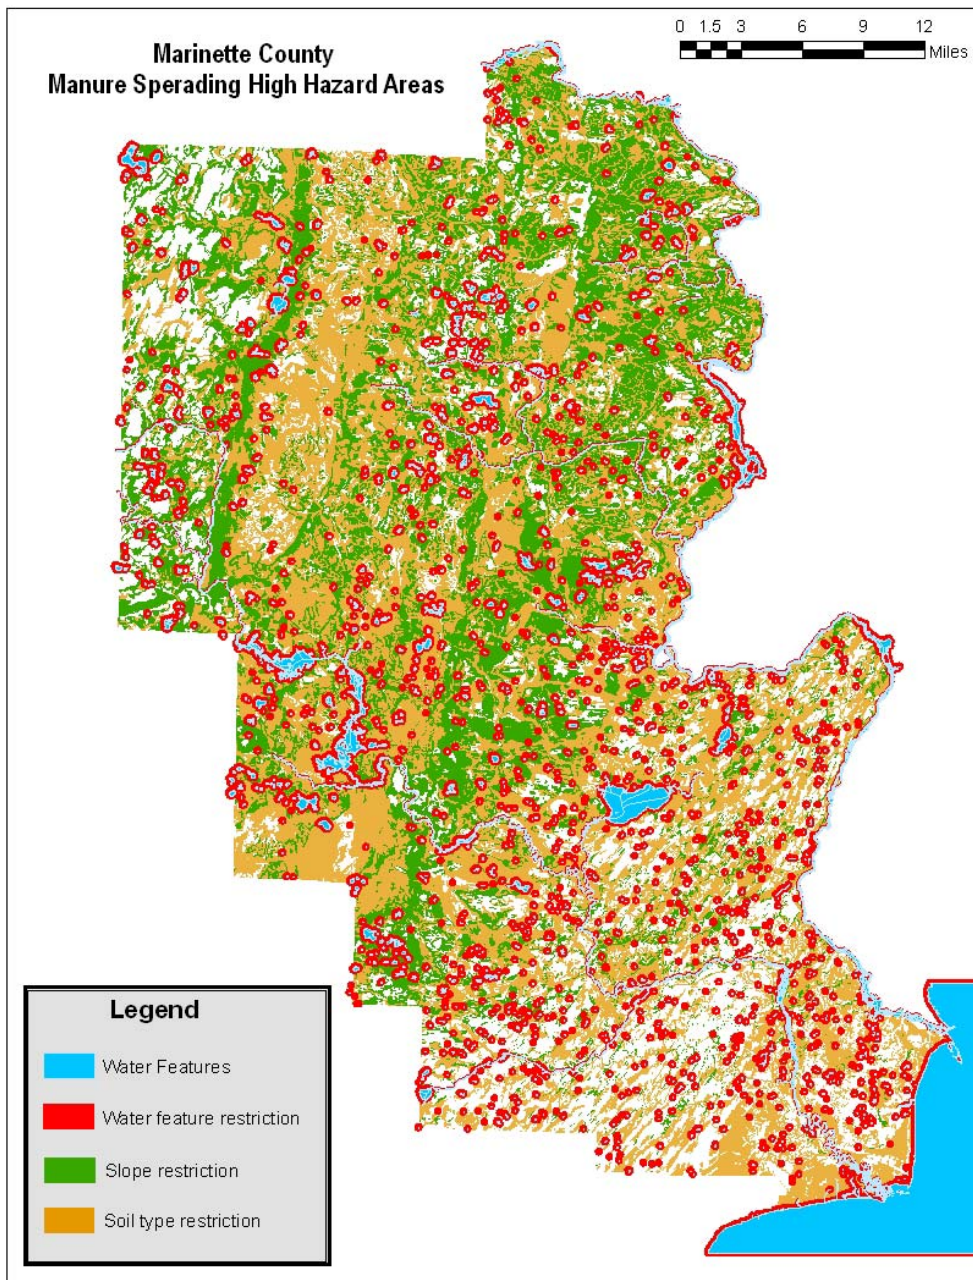 Marinette County
Manure Sperading High Hazard Areas
0 1.5 3 6 9 12
Miles
Legend
Water Features
Water feature restriction
Slope restriction
Soil type restriction